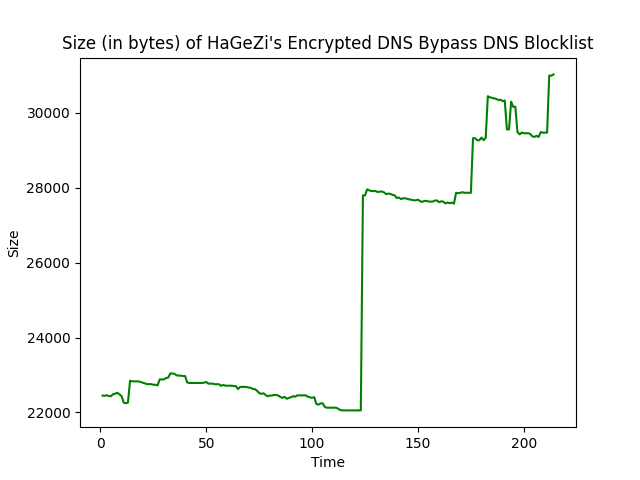 Size (in bytes) of HaGeZi's Encrypted DNS Bypass DNS Blocklist
30000
28000
26000
24000
22000
Size
0 50 100 150 200
Time